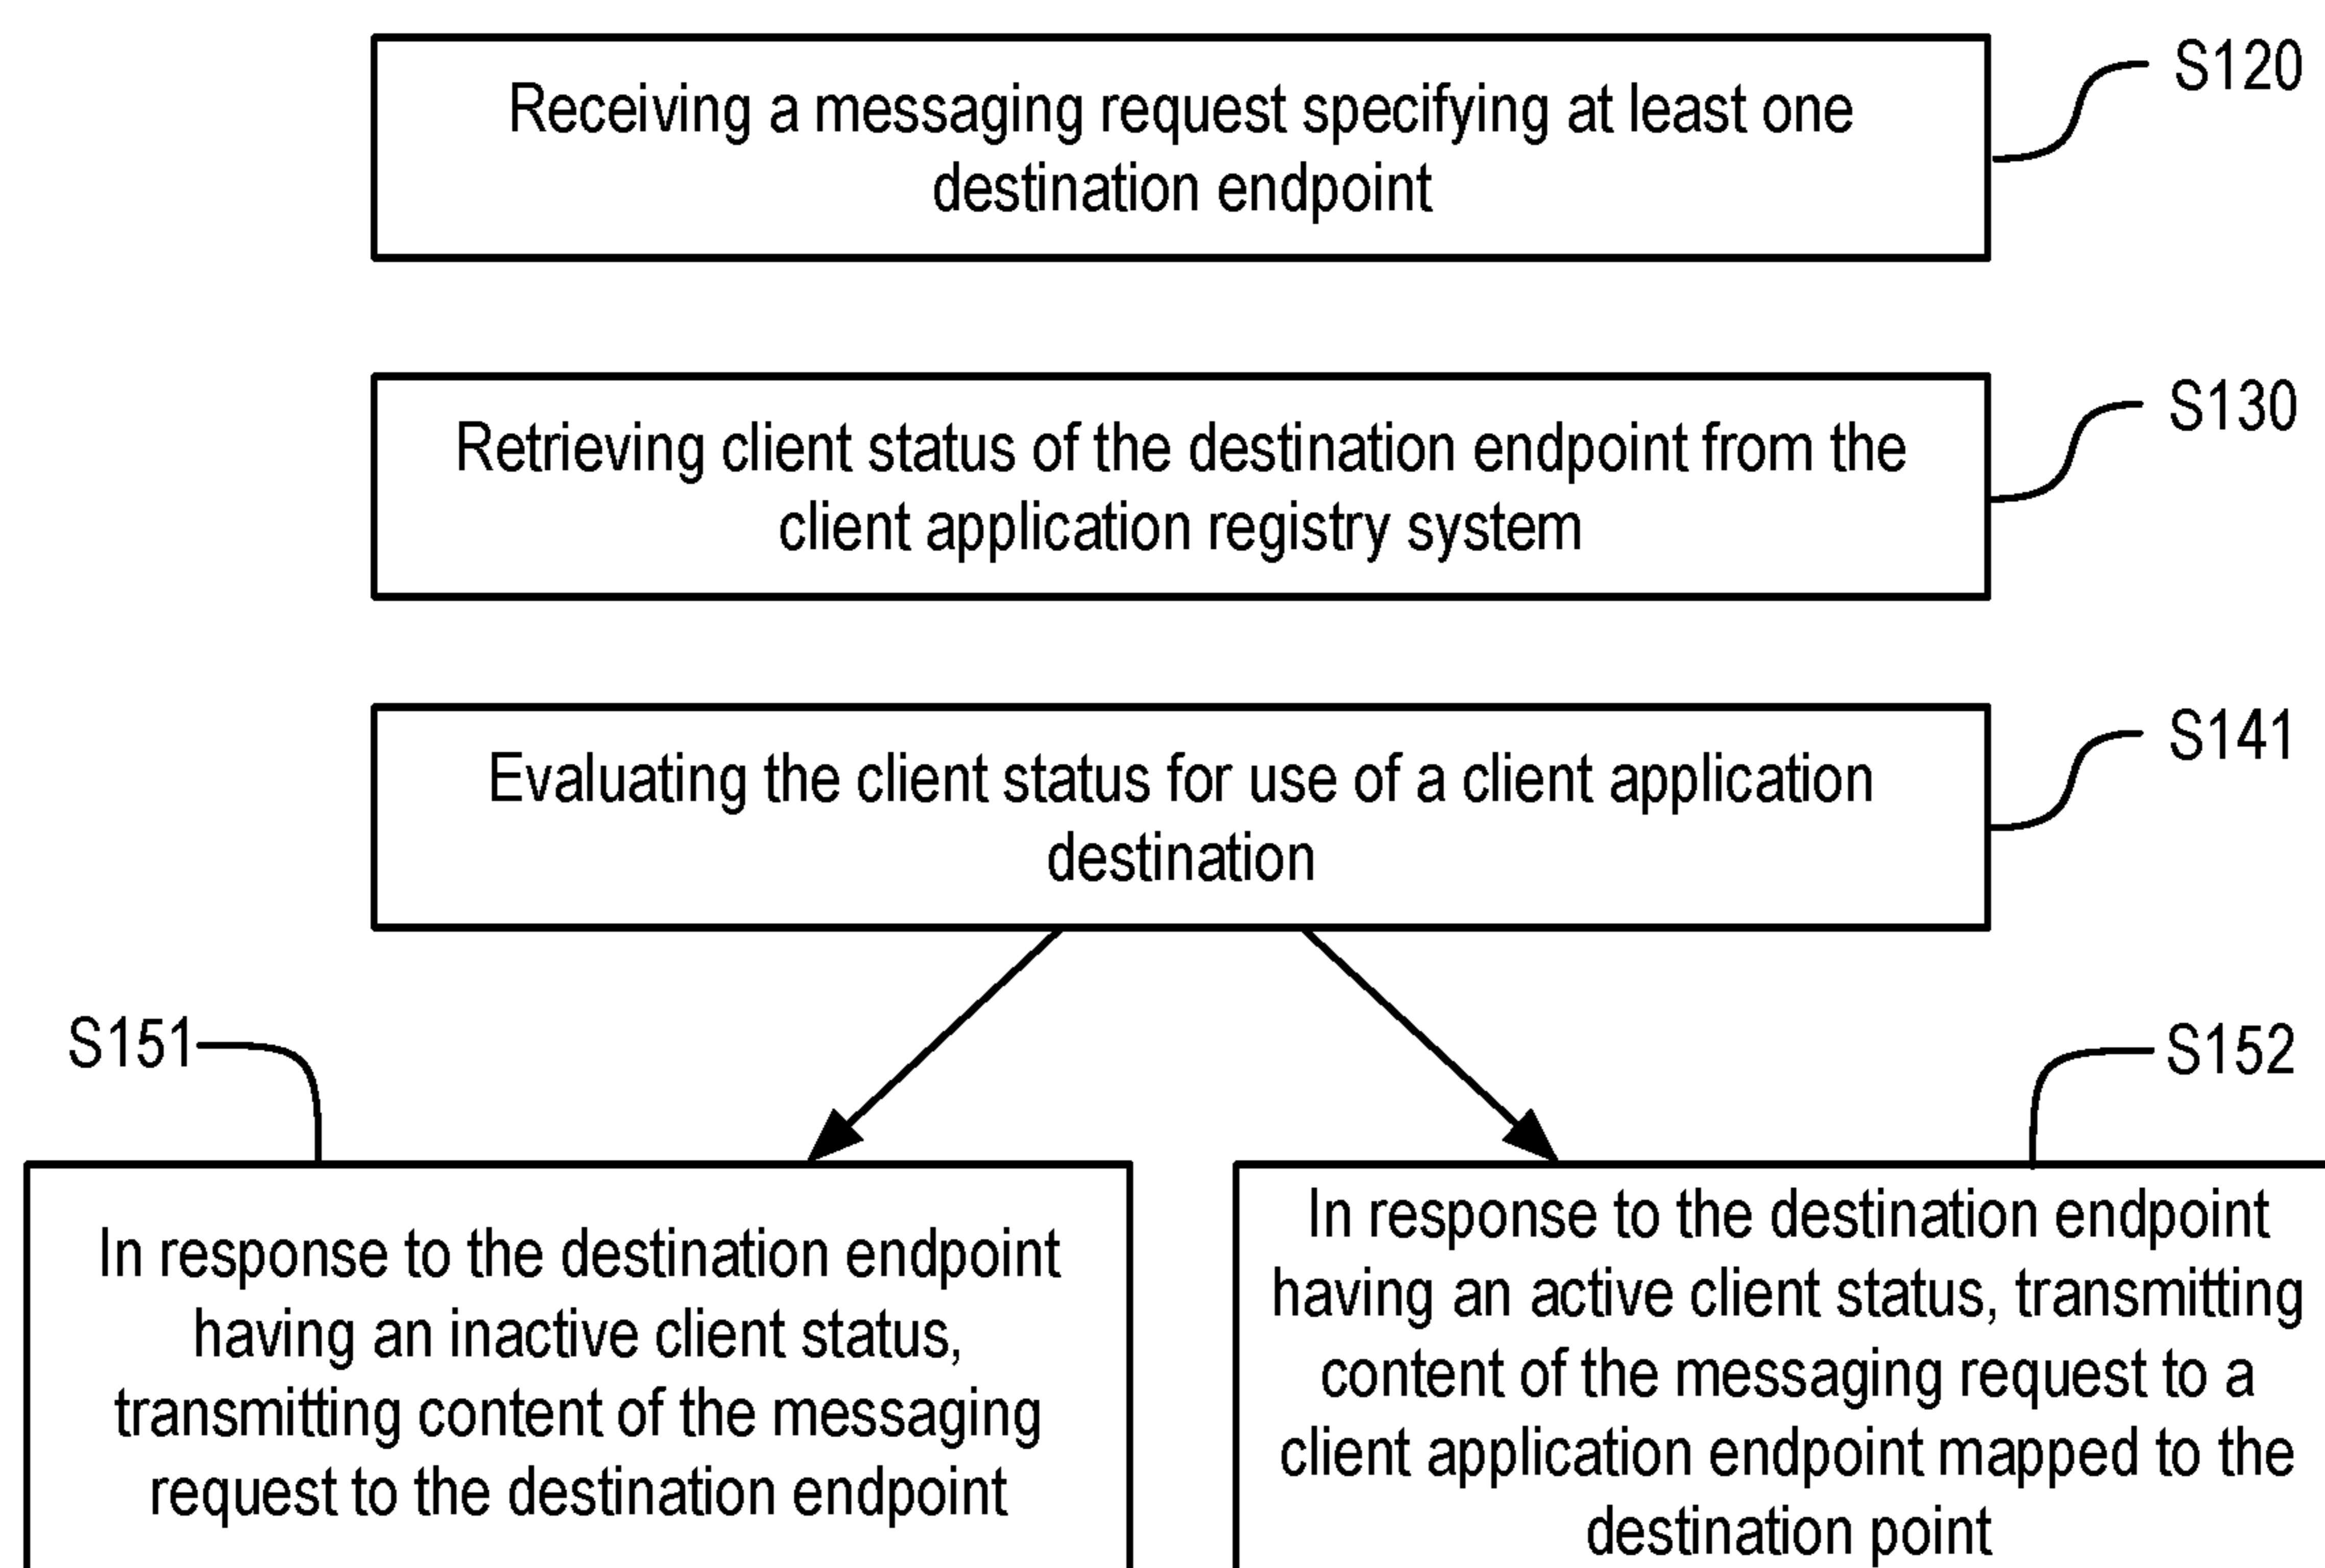 Receiving a messaging request specifying at least one
destination endpoint
S120
Retrieving client status of the destination endpoint from the
client application registry system
S130
Evaluating the client status for use of a client application
destination
S141
S151
In response to the destination endpoint
having an inactive client status,
transmitting content of the messaging
request to the destination endpoint
S152
In response to the destination endpoint
having an active client status, transmitting
content of the messaging request to a
client application endpoint mapped to the
destination point